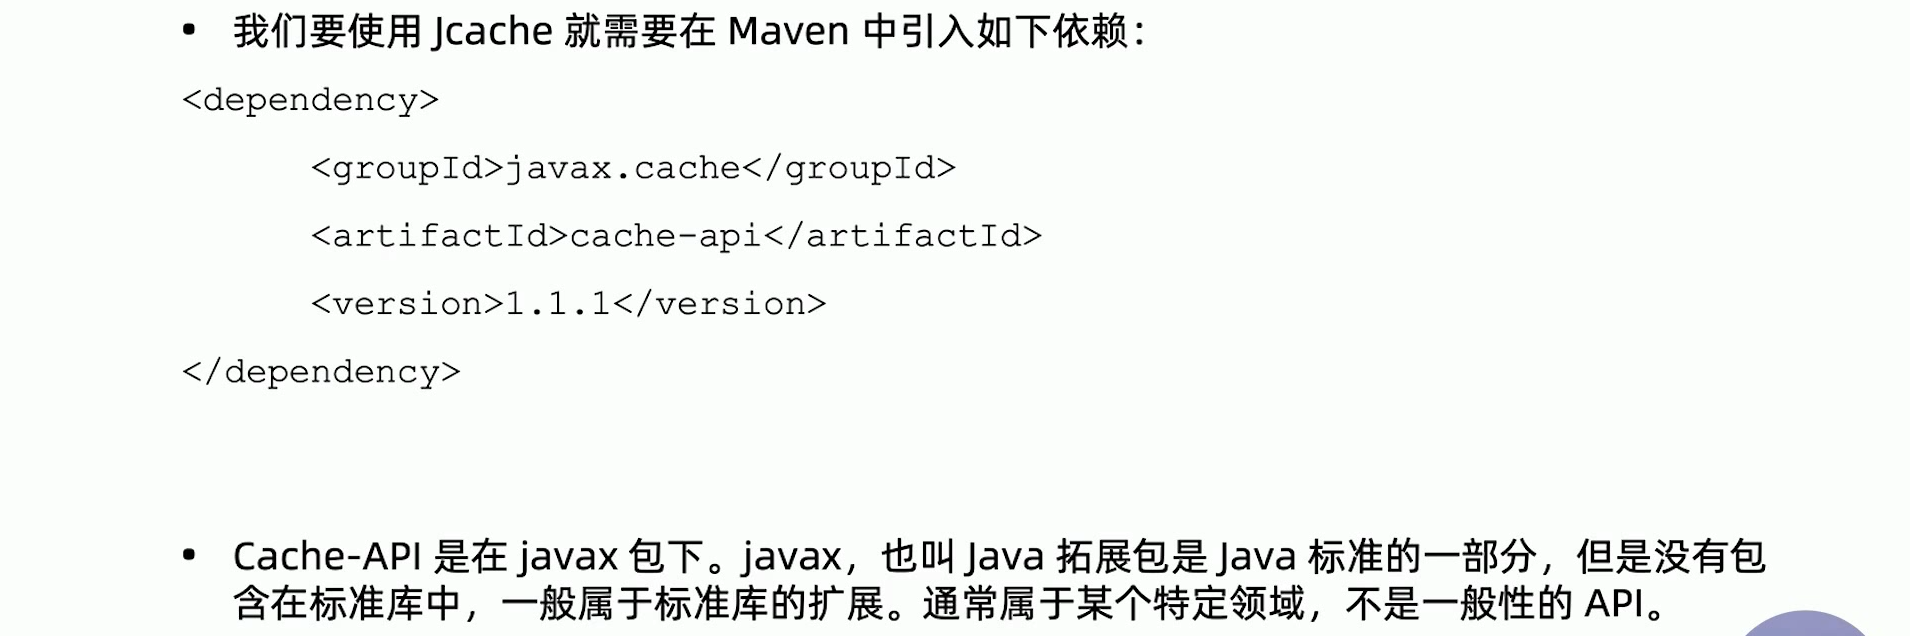 • 我们要使用 Jcache 就需要在 Maven 中引入如下依赖：
<dependency>
<groupId>javax.cache</groupId>
<artifactId>cache-api</artifactId>
<version>1.1.1</version>
</dependency>
• Cache-API 是在 javax 包下。javax，也叫 Java 拓展包是 Java 标准的一部分，但是没有包
含在标准库中，一般属于标准库的扩展。通常属于某个特定领域，不是一般性的 API。